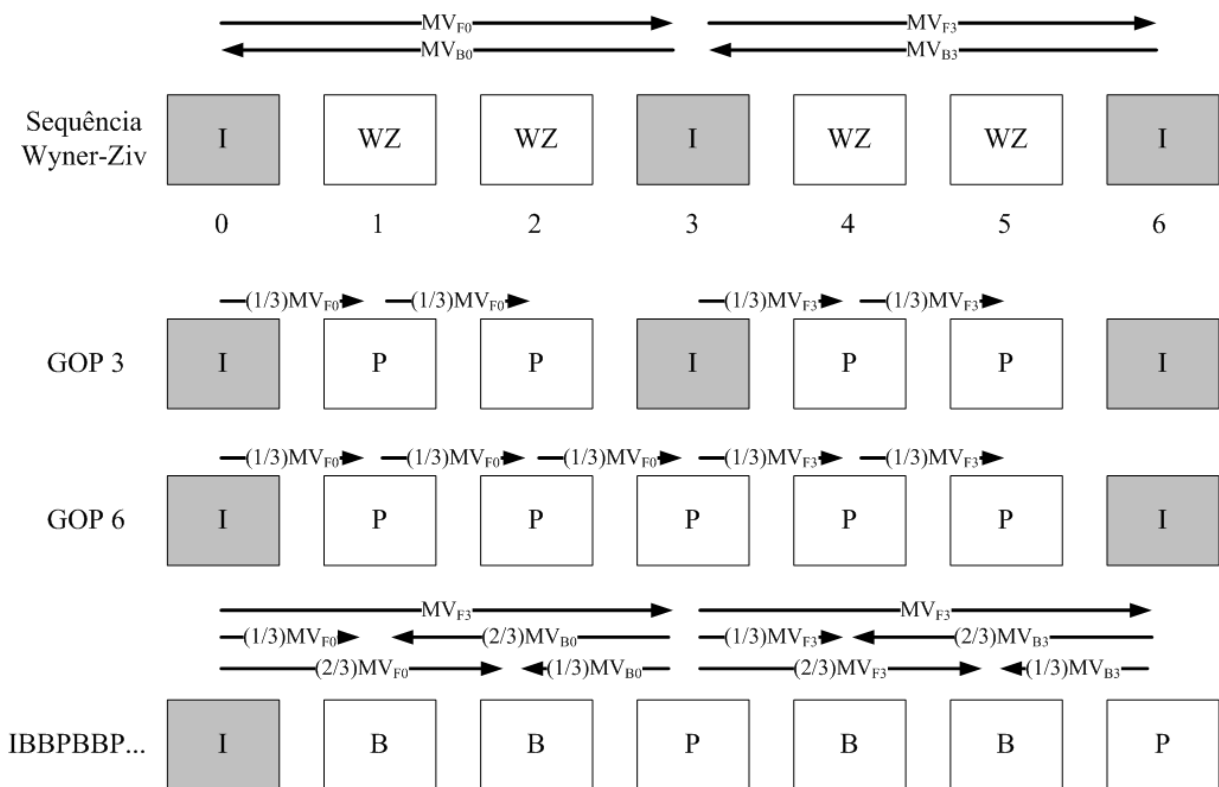 MVF0 MVF3
MVB0 MVB3
Sequência Wyner-Ziv I WZ WZ I WZ WZ I
0 1 2 3 4 5 6
(1/3)MVF0 (1/3)MVF0 (1/3)MVF3 (1/3)MVF3
GOP 3 I P P I P P I
(1/3)MVF0 (1/3)MVF0 (1/3)MVF0 (1/3)MVF3 (1/3)MVF3
GOP 6 I P P P P P I
MVF3 MVF3
(1/3)MVF0 (2/3)MVB0 (1/3)MVF3 (2/3)MVB3
(2/3)MVF0 (1/3)MVB0 (2/3)MVF3 (1/3)MVB3
IBBPBBP... I B B P B B P